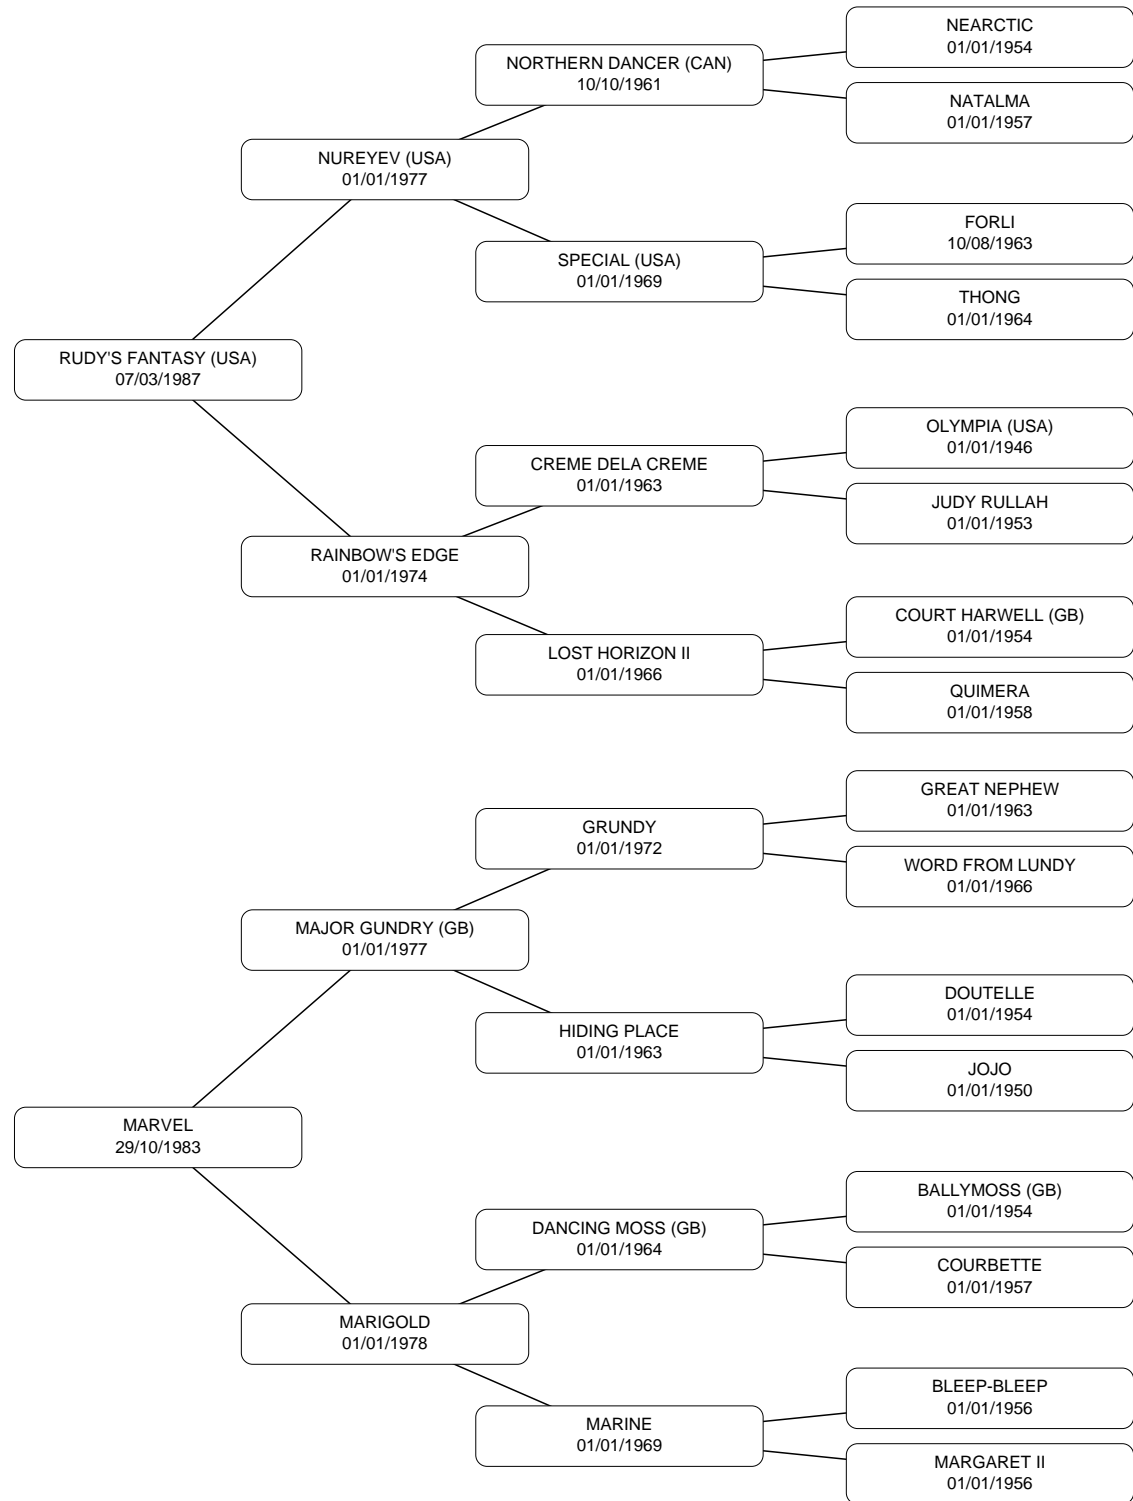 NEARCTIC
01/01/1954
NORTHERN DANCER (CAN)
10/10/1961
NATALMA
01/01/1957
NUREYEV (USA)
01/01/1977
FORLI
10/08/1963
SPECIAL (USA)
01/01/1969
THONG
01/01/1964
RUDY'S FANTASY (USA)
07/03/1987
OLYMPIA (USA)
01/01/1946
CREME DELA CREME
01/01/1963
JUDY RULLAH
01/01/1953
RAINBOW'S EDGE
01/01/1974
COURT HARWELL (GB)
01/01/1954
LOST HORIZON II
01/01/1966
QUIMERA
01/01/1958
GREAT NEPHEW
01/01/1963
GRUNDY
01/01/1972
WORD FROM LUNDY
01/01/1966
MAJOR GUNDRY (GB)
01/01/1977
DOUTELLE
01/01/1954
HIDING PLACE
01/01/1963
JOJO
01/01/1950
MARVEL
29/10/1983
BALLYMOSS (GB)
01/01/1954
DANCING MOSS (GB)
01/01/1964
COURBETTE
01/01/1957
MARIGOLD
01/01/1978
BLEEP-BLEEP
01/01/1956
MARINE
01/01/1969
MARGARET II
01/01/1956